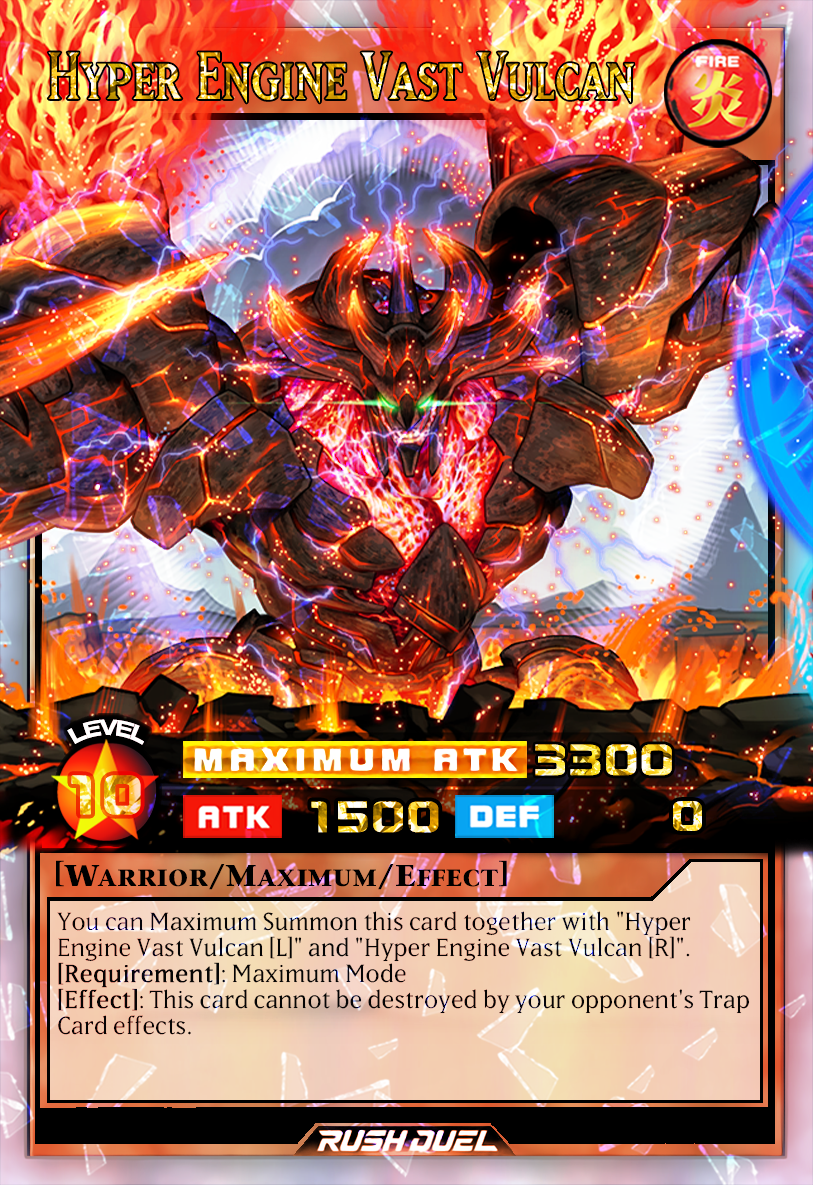 HYPER ENGINE VAST VULCAN
FIRE
炎
LEVEL
10
MAXIMUM ATK 3300
ATK 1500 DEF 0
[WARRIOR/MAXIMUM/EFFECT]
You can Maximum Summon this card together with "Hyper
Engine Vast Vulcan [L]" and "Hyper Engine Vast Vulcan [R]".
[Requirement]: Maximum Mode
[Effect]: This card cannot be destroyed by your opponent's Trap
Card effects.
RUSH DUEL